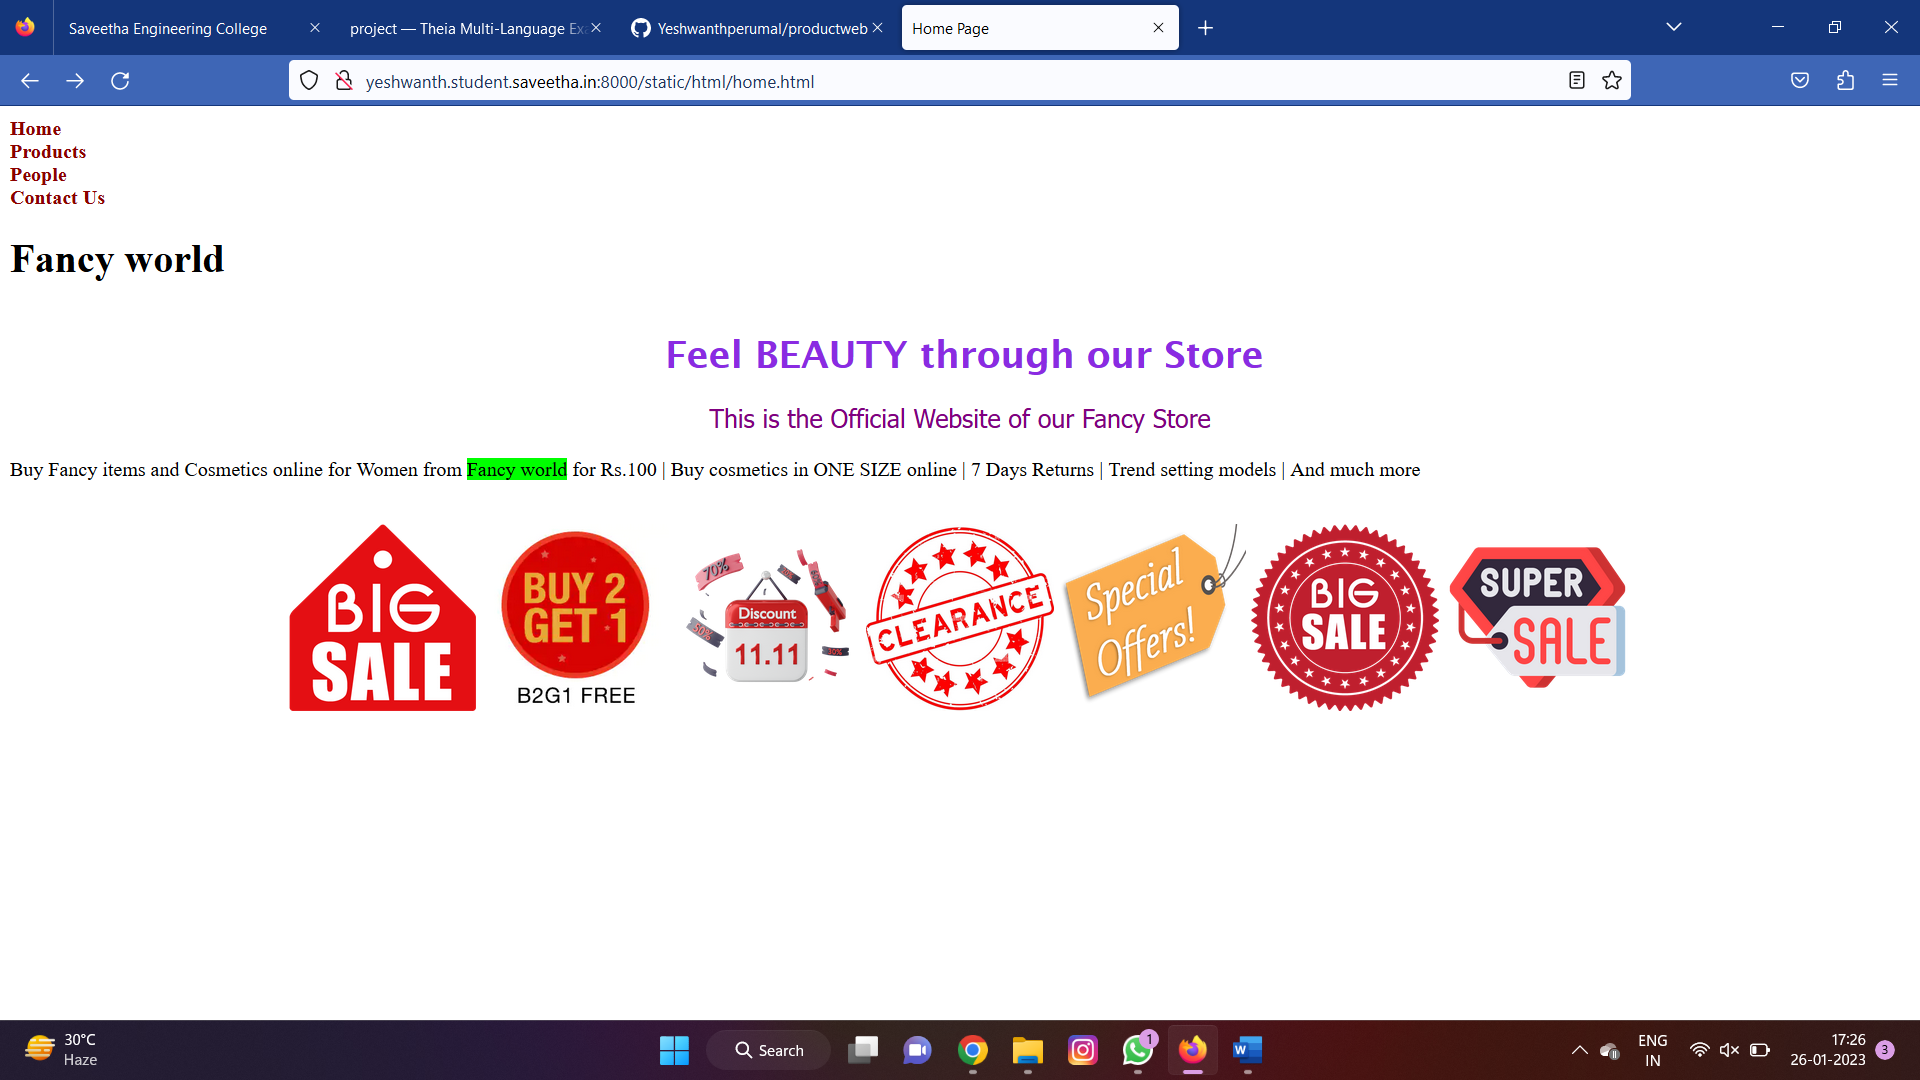 Saveetha Engineering College
project — Theia Multi-Language Ex
Yeshwanthperumal/productweb
Home Page
yeshwanth.student.saveetha.in:8000/static/html/home.html
Home
Products
People
Contact Us
Fancy world
Feel BEAUTY through our Store
This is the Official Website of our Fancy Store
Buy Fancy items and Cosmetics online for Women from Fancy world for Rs.100 | Buy cosmetics in ONE SIZE online | 7 Days Returns | Trend setting models | And much more
BIG
SALE
BUY 2
GET 1
B2G1 FREE
70%
50%
Discount
11.11
CLEARANCE
Special
Offers!
BIG
SALE
SUPER
SALE
30°C
Haze
Search
1
W
ENG
IN
17:26
26-01-2023
3